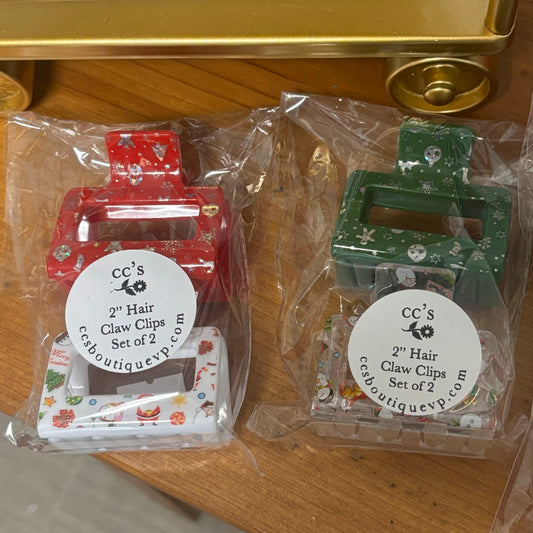 CC'S
2" Hair
Claw Clips
Set of 2
ccsboutiquevp.com
CC'S
2" Hair
Claw Clips
Set of 2
ccsboutiquevp.com
Merry